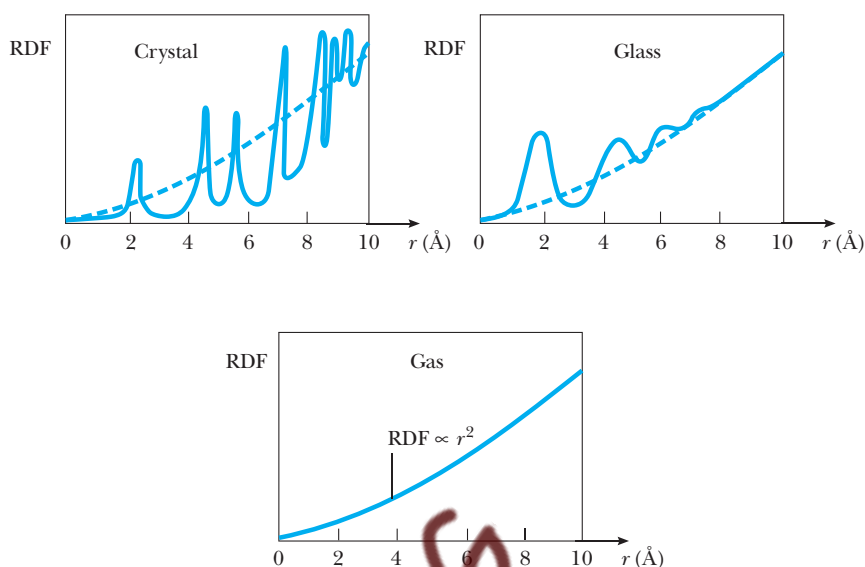 RDF Crystal
0 2 4 6 8 10 r (Å)
RDF Glass
0 2 4 6 8 10 r (Å)
RDF Gas
RDF ∝ r²
0 2 4 6 8 10 r (Å)